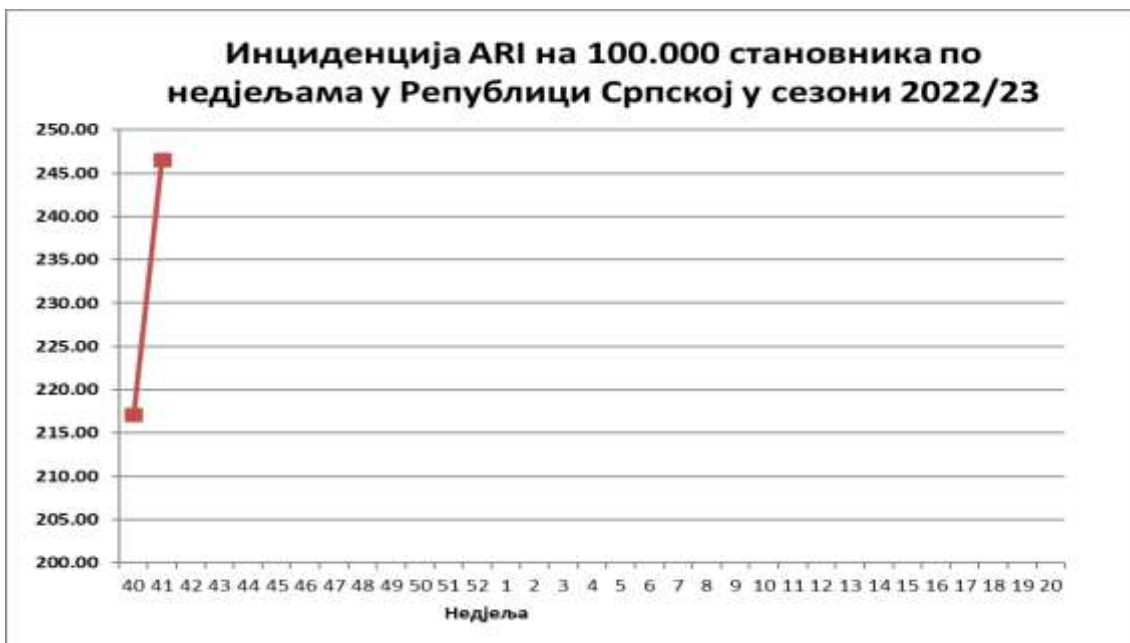 Инциденција ARI на 100.000 становника по
недјељама у Републици Српској у сезони 2022/23
250.00
245.00
240.00
235.00
230.00
225.00
220.00
215.00
210.00
205.00
200.00
40 41 42 43 44 45 46 47 48 49 50 51 52 1 2 3 4 5 6 7 8 9 10 11 12 13 14 15 16 17 18 19 20
Недјеља